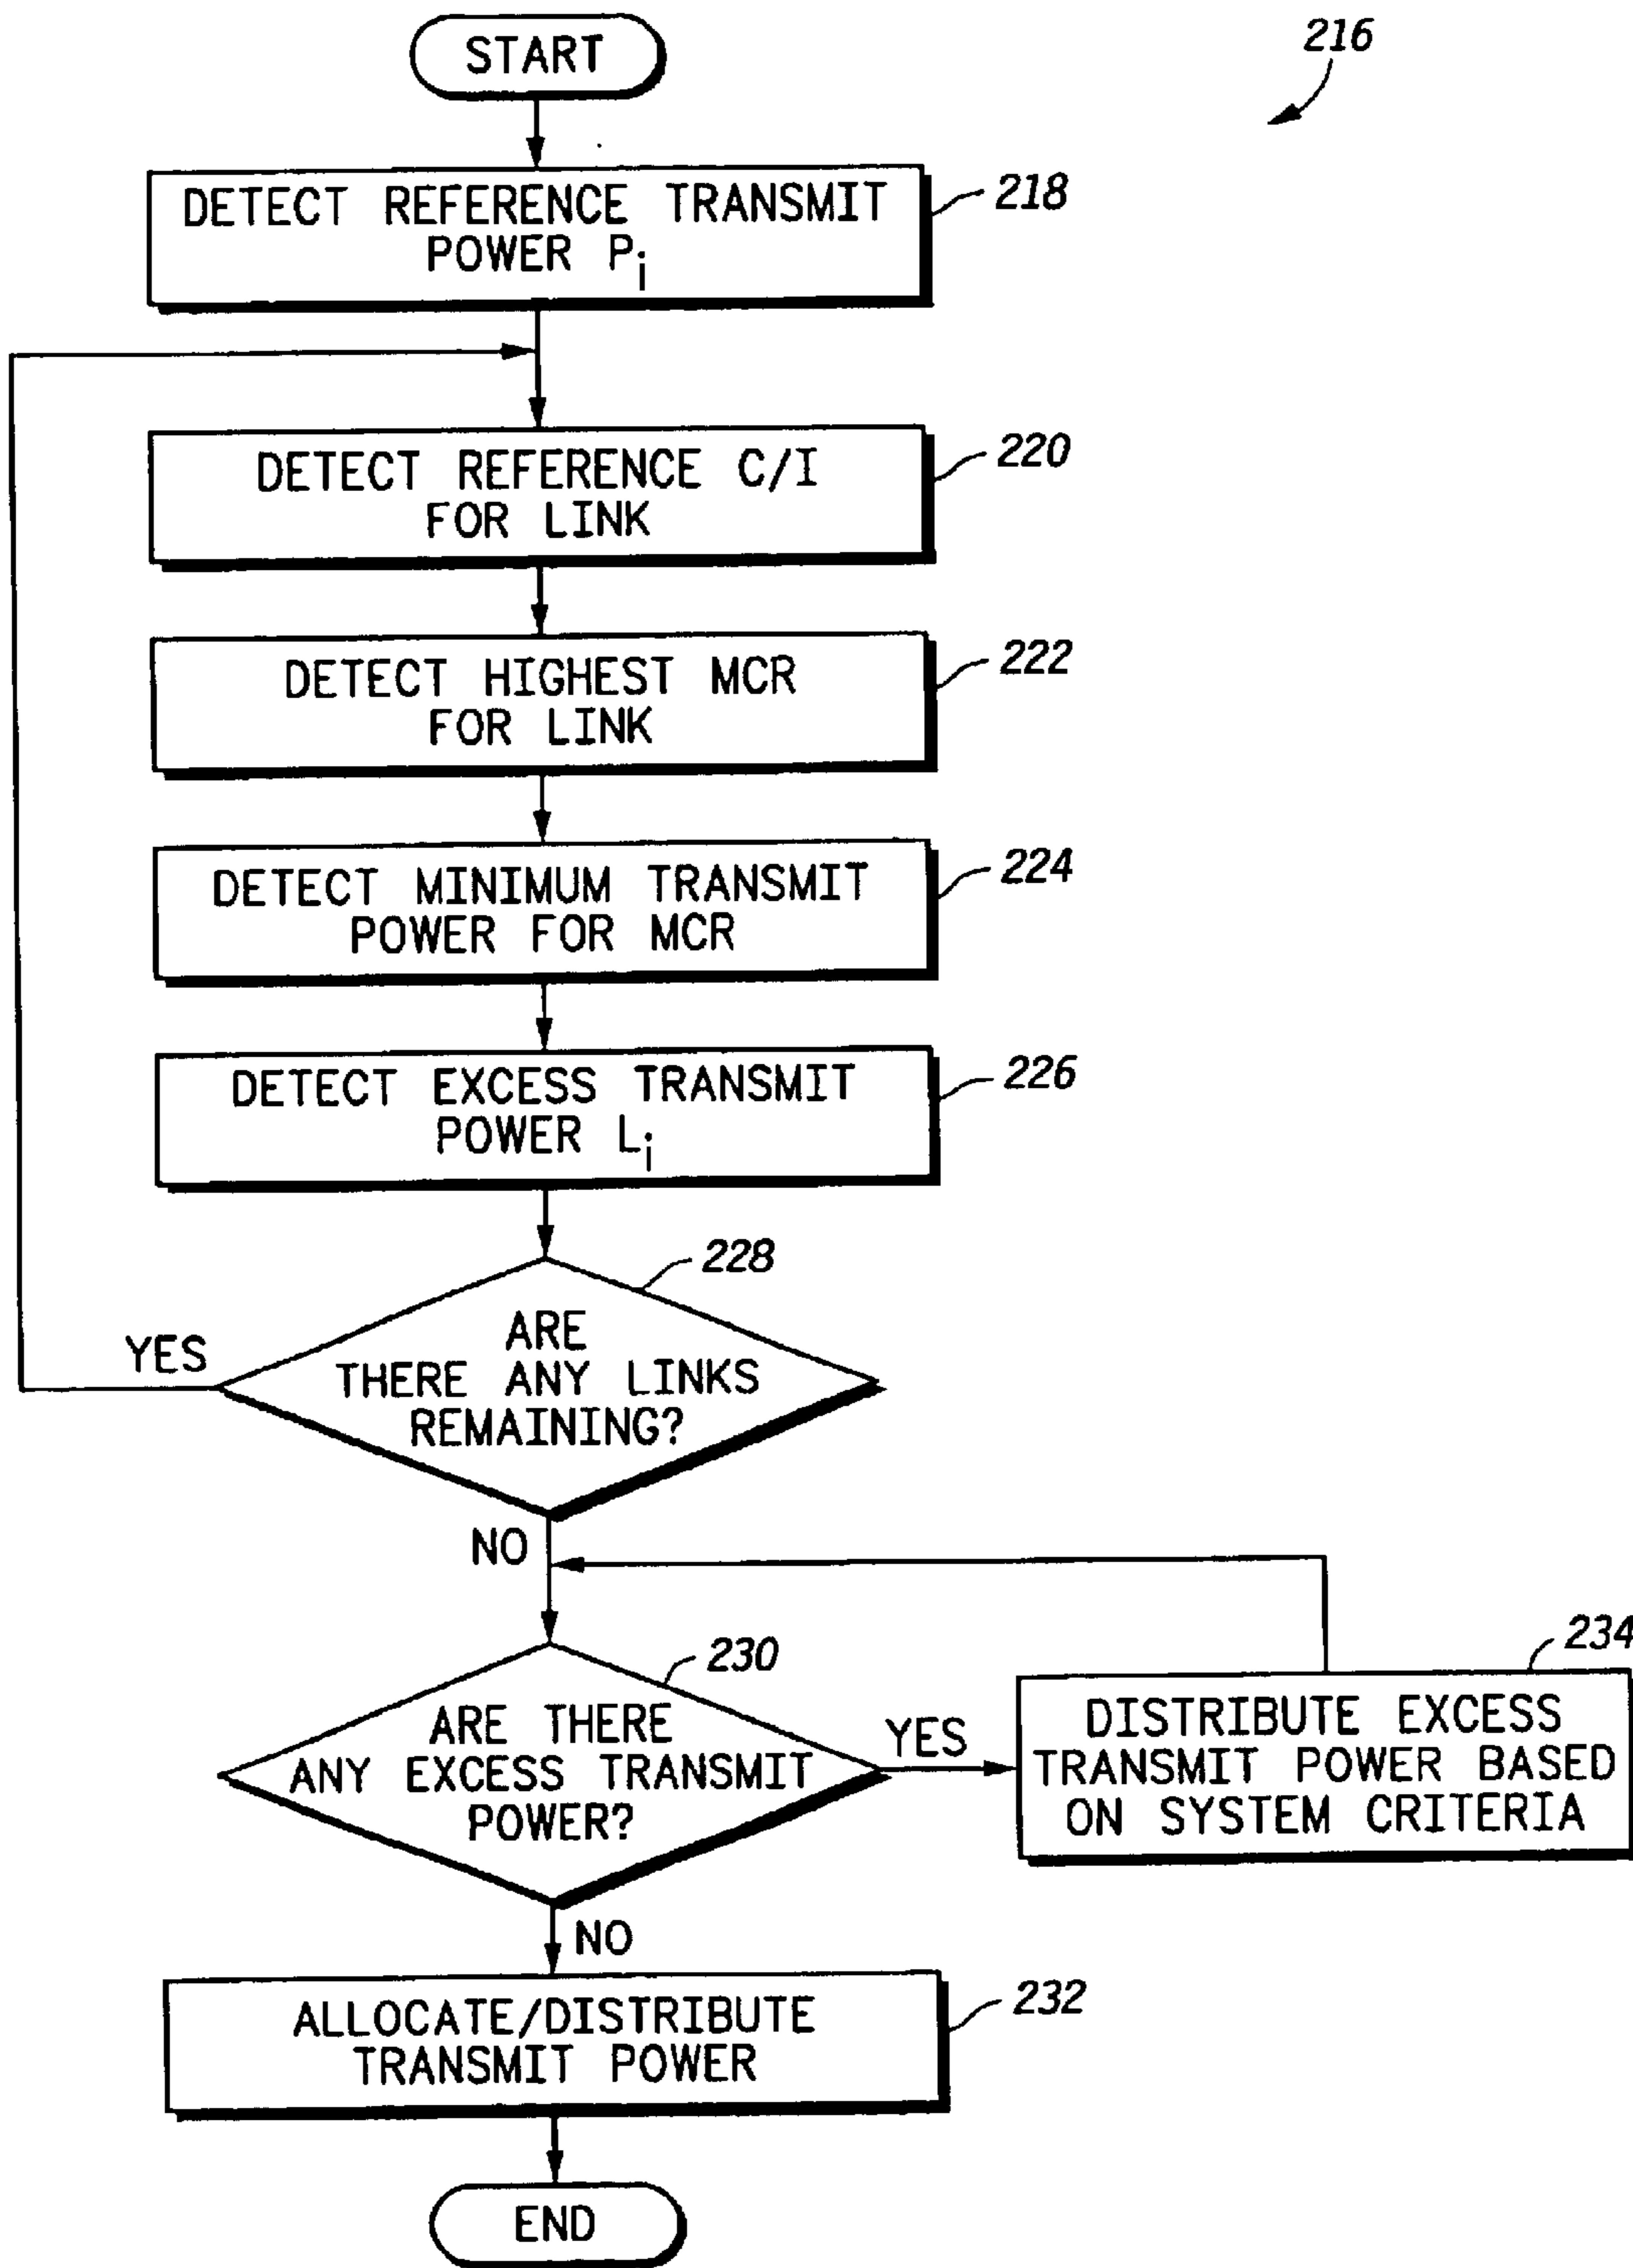 START
216
DETECT REFERENCE TRANSMIT
POWER Pi
218
DETECT REFERENCE C/I
FOR LINK
220
DETECT HIGHEST MCR
FOR LINK
222
DETECT MINIMUM TRANSMIT
POWER FOR MCR
224
DETECT EXCESS TRANSMIT
POWER Li
226
228
ARE
THERE ANY LINKS
REMAINING?
YES
NO
230
ARE THERE
ANY EXCESS TRANSMIT
POWER?
YES
234
DISTRIBUTE EXCESS
TRANSMIT POWER BASED
ON SYSTEM CRITERIA
NO
ALLOCATE/DISTRIBUTE
TRANSMIT POWER
232
END